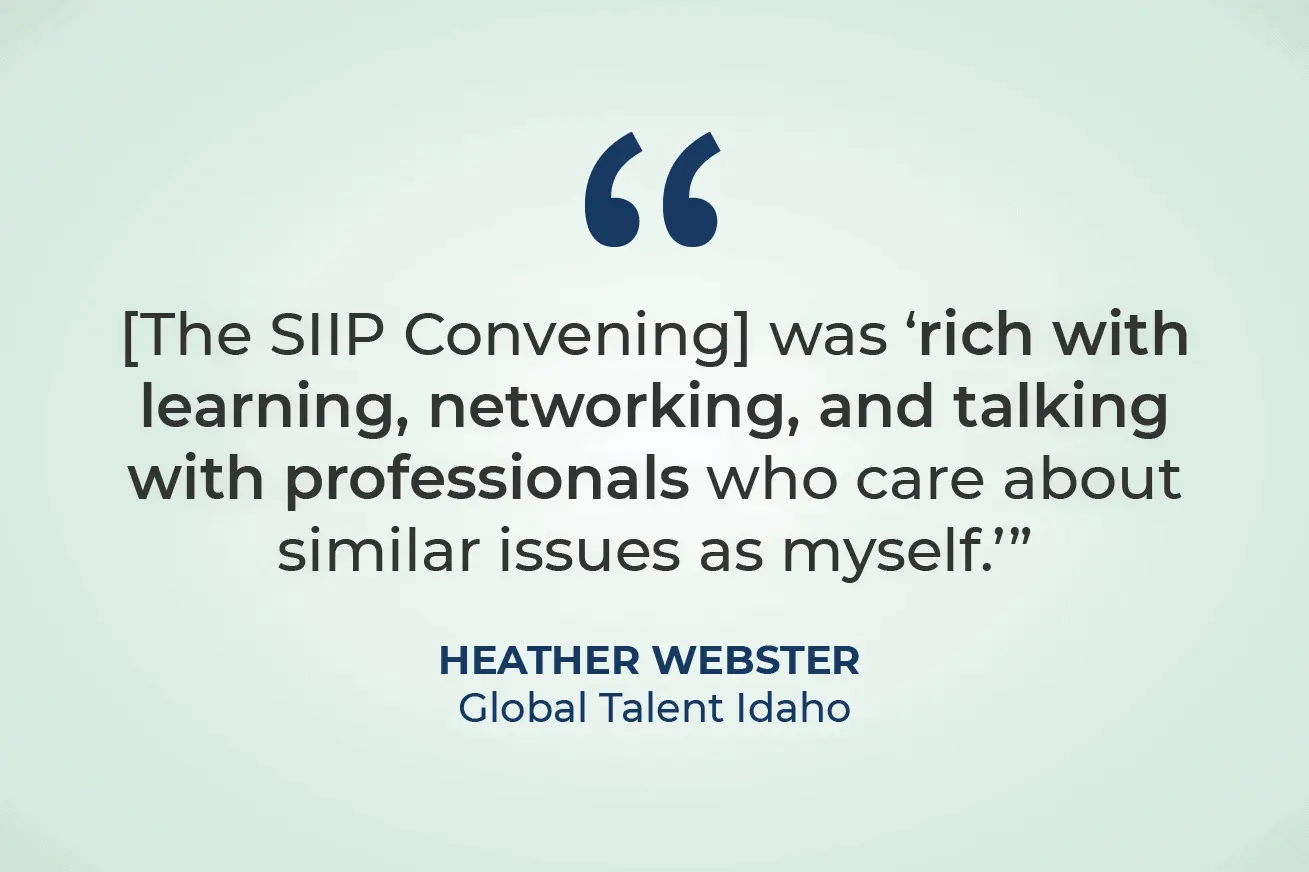 “
[The SIIP Convening] was ‘rich with
learning, networking, and talking
with professionals who care about
similar issues as myself.’”
HEATHER WEBSTER
Global Talent Idaho